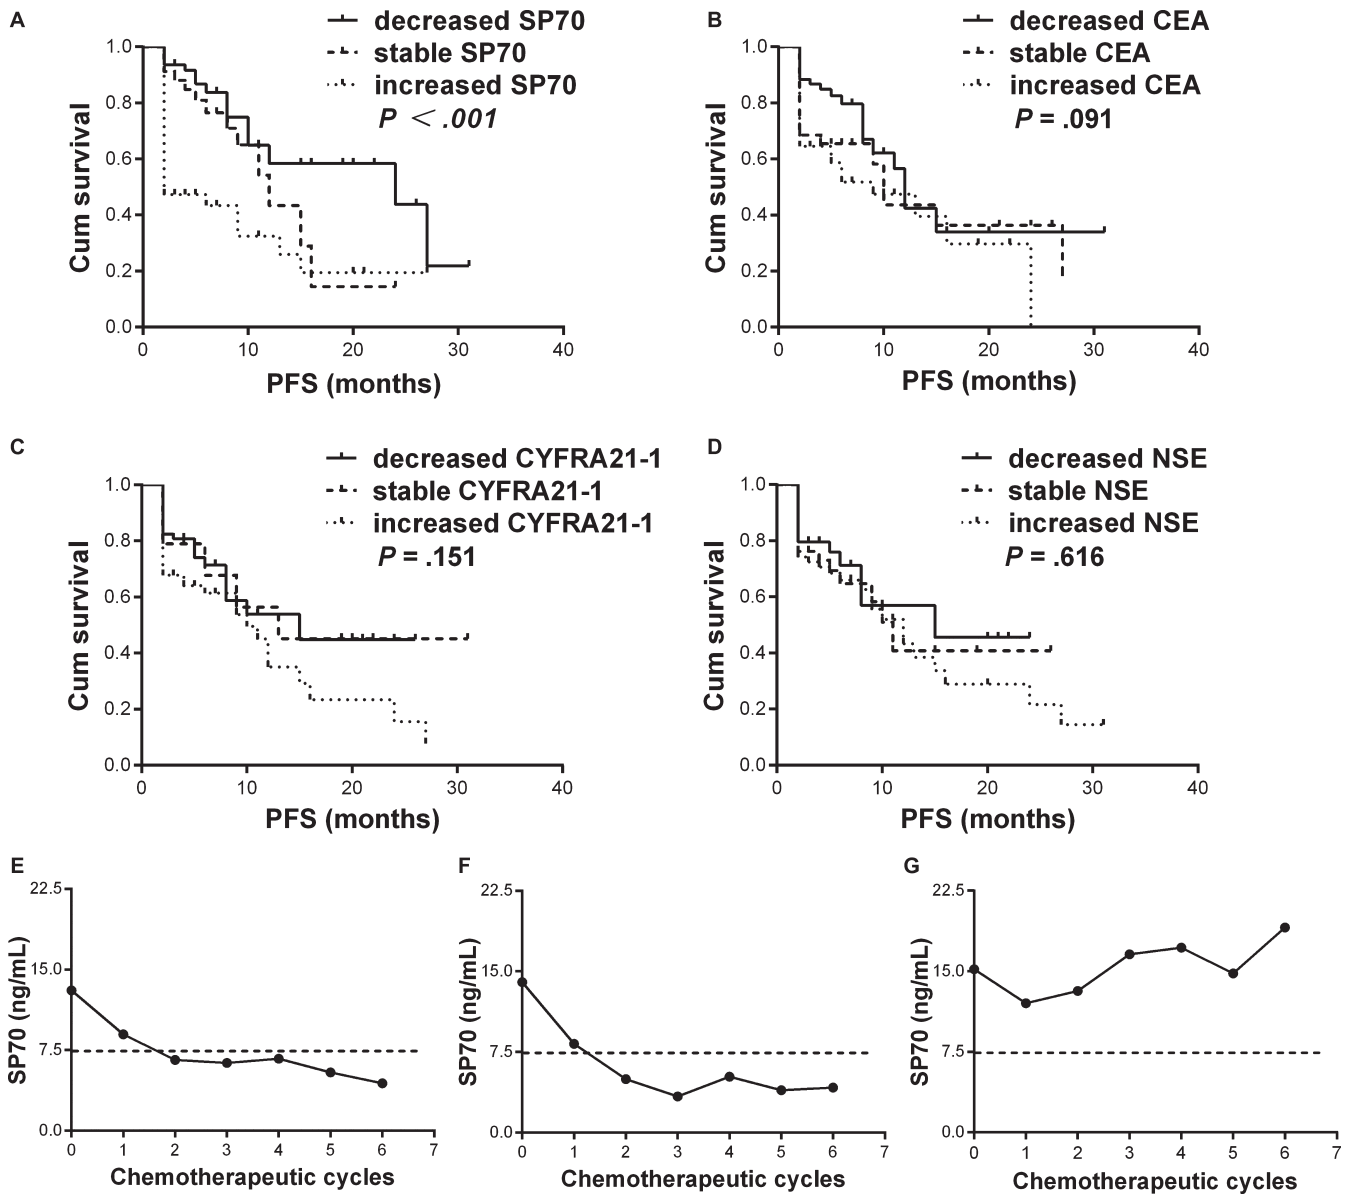 A
decreased SP70
stable SP70
increased SP70
P < .001
1.0
0.8
0.6
0.4
0.2
0.0
Cum survival
0 10 20 30 40
PFS (months)
B
decreased CEA
stable CEA
increased CEA
P = .091
1.0
0.8
0.6
0.4
0.2
0.0
Cum survival
0 10 20 30 40
PFS (months)
C
decreased CYFRA21-1
stable CYFRA21-1
increased CYFRA21-1
P = .151
1.0
0.8
0.6
0.4
0.2
0.0
Cum survival
0 10 20 30 40
PFS (months)
D
decreased NSE
stable NSE
increased NSE
P = .616
1.0
0.8
0.6
0.4
0.2
0.0
Cum survival
0 10 20 30 40
PFS (months)
E
22.5
15.0
7.5
0.0
SP70 (ng/mL)
0 1 2 3 4 5 6 7
Chemotherapeutic cycles
F
22.5
15.0
7.5
0.0
SP70 (ng/mL)
0 1 2 3 4 5 6 7
Chemotherapeutic cycles
G
22.5
15.0
7.5
0.0
SP70 (ng/mL)
0 1 2 3 4 5 6 7
Chemotherapeutic cycles